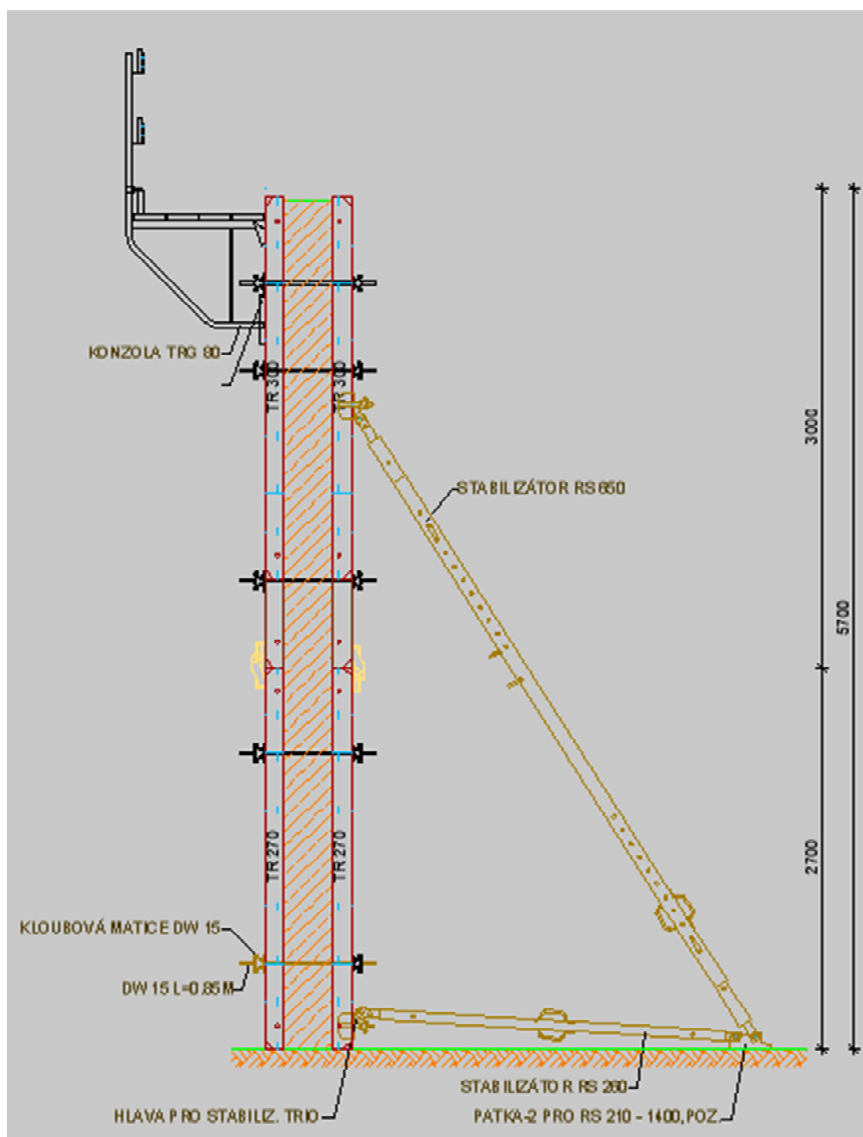 KONZOLA TRG 80
TR 300
TR 300
STABILIZÁTOR RS 650
3000
5700
2700
TR 270
TR 270
KLOUBOVÁ MATICE DW 15
DW 15 L=0.85M
STABILIZÁTOR RS 260
HLAVA PRO STABILIZ. TRIO
PATKA-2 PRO RS 210 - 1400, POZ.